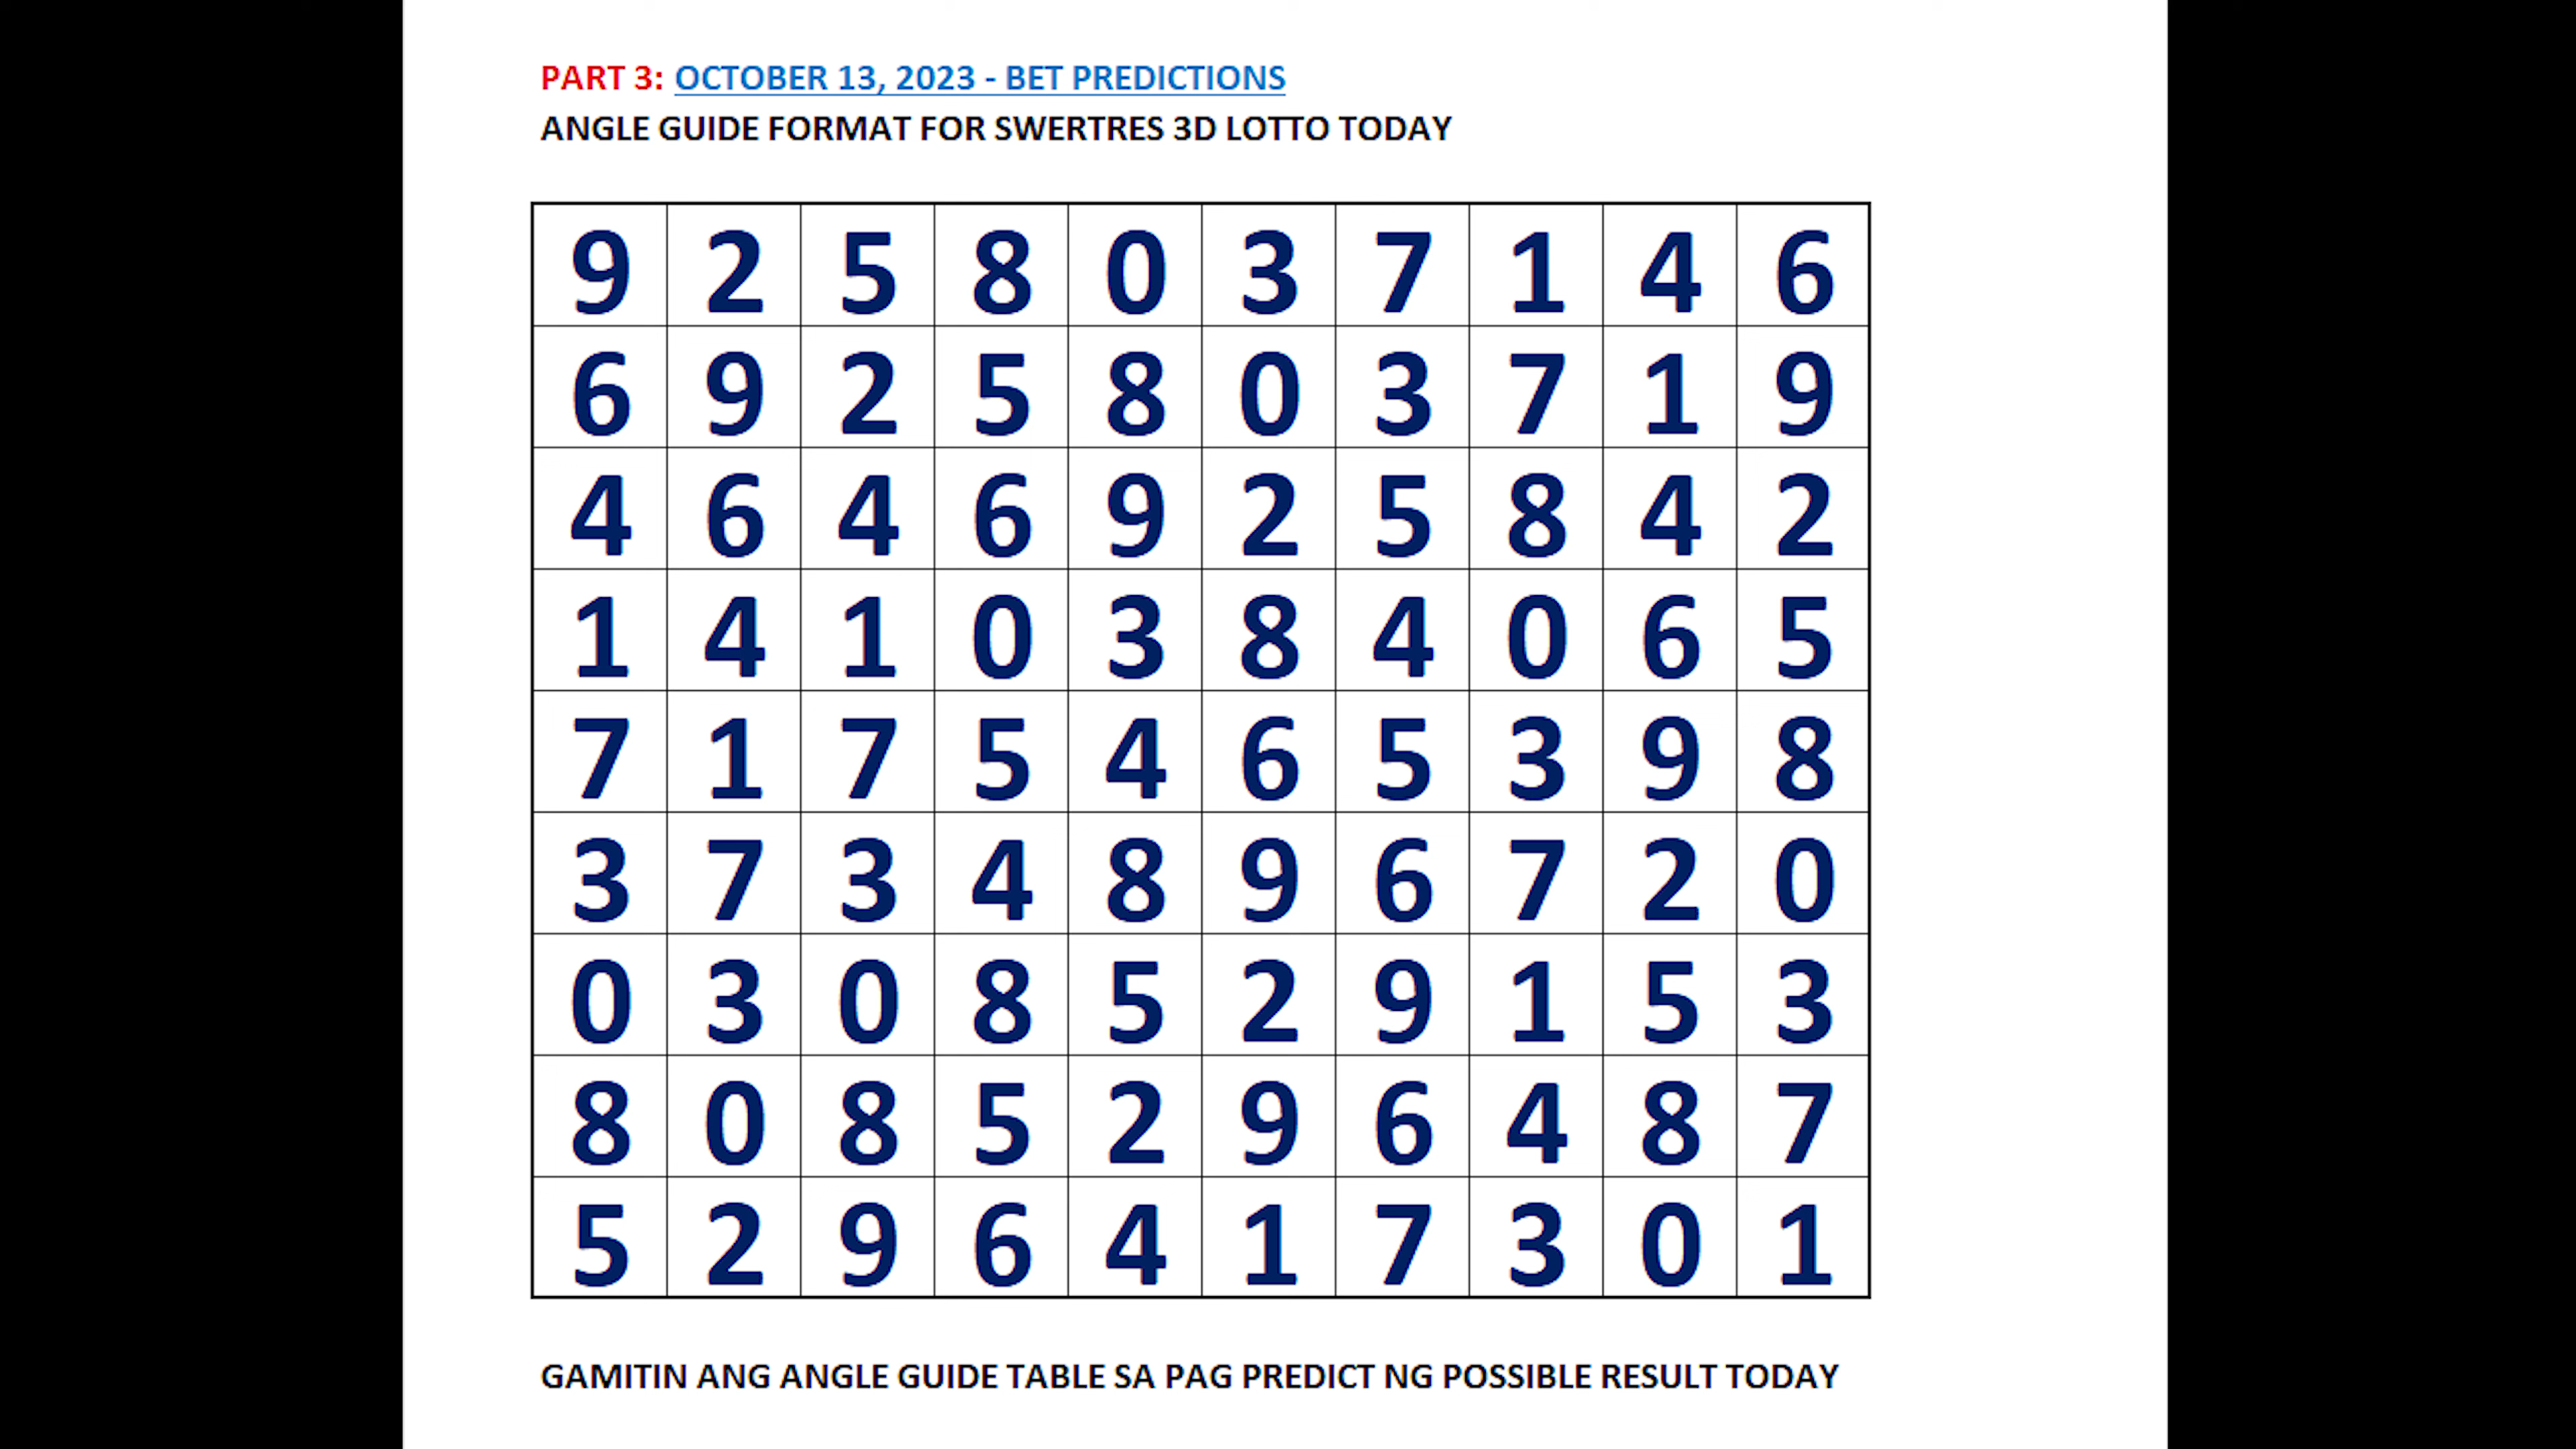 PART 3: OCTOBER 13, 2023 - BET PREDICTIONS
ANGLE GUIDE FORMAT FOR SWERTRES 3D LOTTO TODAY
9 2 5 8 0 3 7 1 4 6
6 9 2 5 8 0 3 7 1 9
4 6 4 6 9 2 5 8 4 2
1 4 1 0 3 8 4 0 6 5
7 1 7 5 4 6 5 3 9 8
3 7 3 4 8 9 6 7 2 0
0 3 0 8 5 2 9 1 5 3
8 0 8 5 2 9 6 4 8 7
5 2 9 6 4 1 7 3 0 1
GAMITIN ANG ANGLE GUIDE TABLE SA PAG PREDICT NG POSSIBLE RESULT TODAY